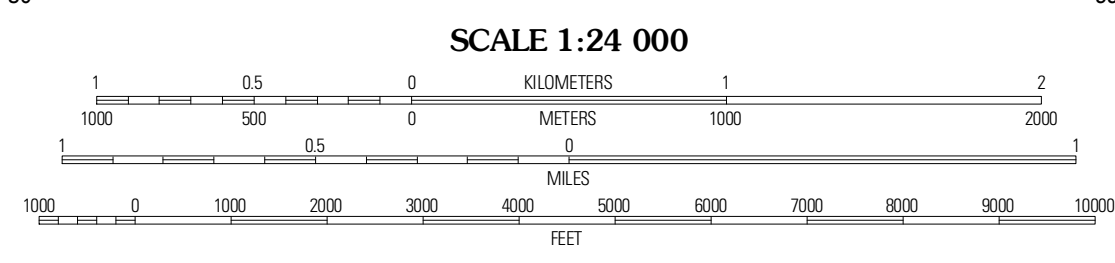 SCALE 1:24 000
1 0.5 0 KILOMETERS 1 2
1000 500 0 METERS 1000 2000
1 0.5 0 1
MILES
1000 0 1000 2000 3000 4000 5000 6000 7000 8000 9000 10000
FEET